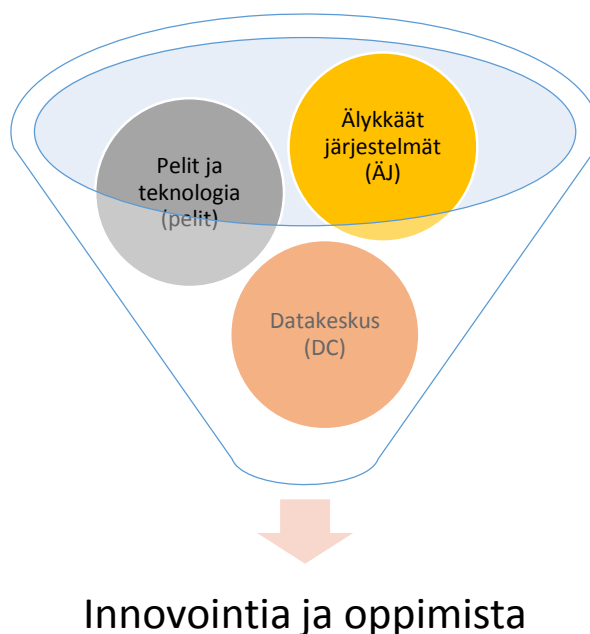 Älykkäät
järjestelmät
(ÄJ)
Pelit ja
teknologia
(pelit)
Datakeskus
(DC)
Innovointia ja oppimista